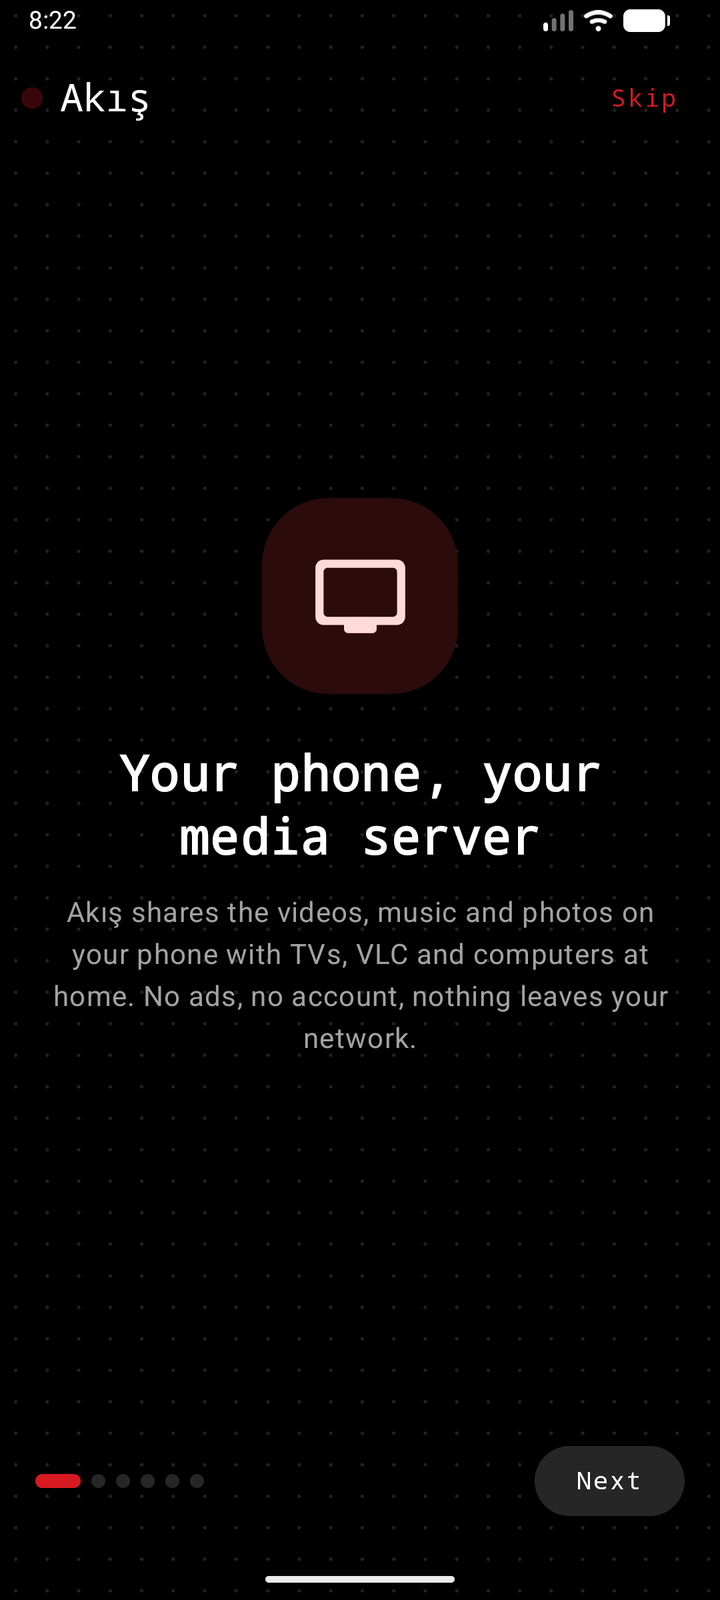 8:22
Akış
Skip
Your phone, your
media server
Akış shares the videos, music and photos on
your phone with TVs, VLC and computers at
home. No ads, no account, nothing leaves your
network.
Next